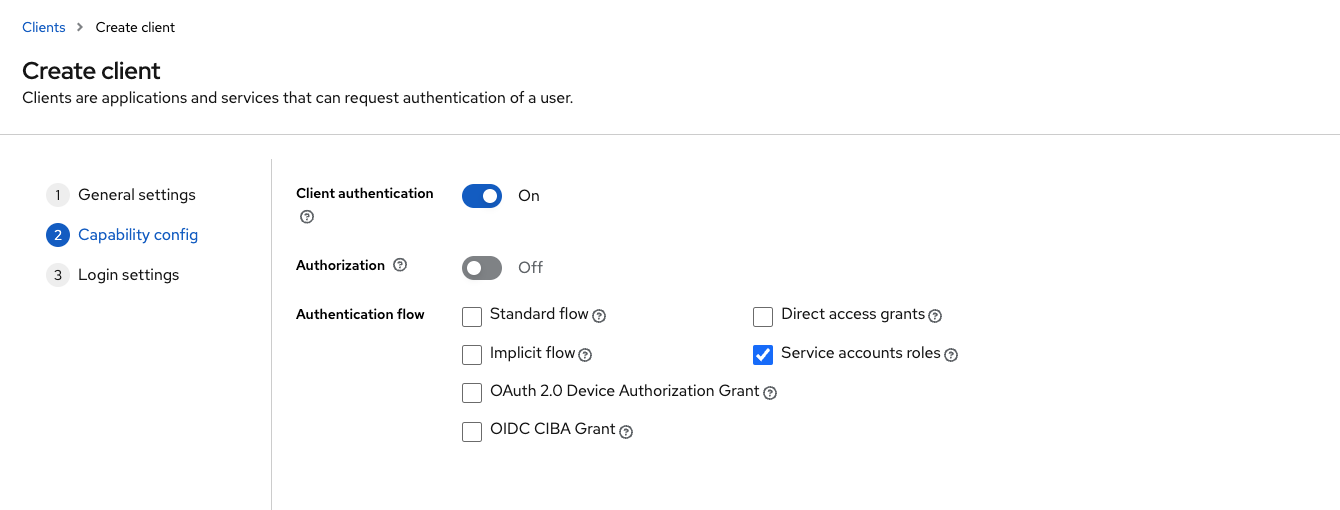 Clients > Create client
Create client
Clients are applications and services that can request authentication of a user.
1 General settings
2 Capability config
3 Login settings
Client authentication ? On
Authorization ? Off
Authentication flow
Standard flow ? Direct access grants ?
Implicit flow ? Service accounts roles ?
OAuth 2.0 Device Authorization Grant ?
OIDC CIBA Grant ?